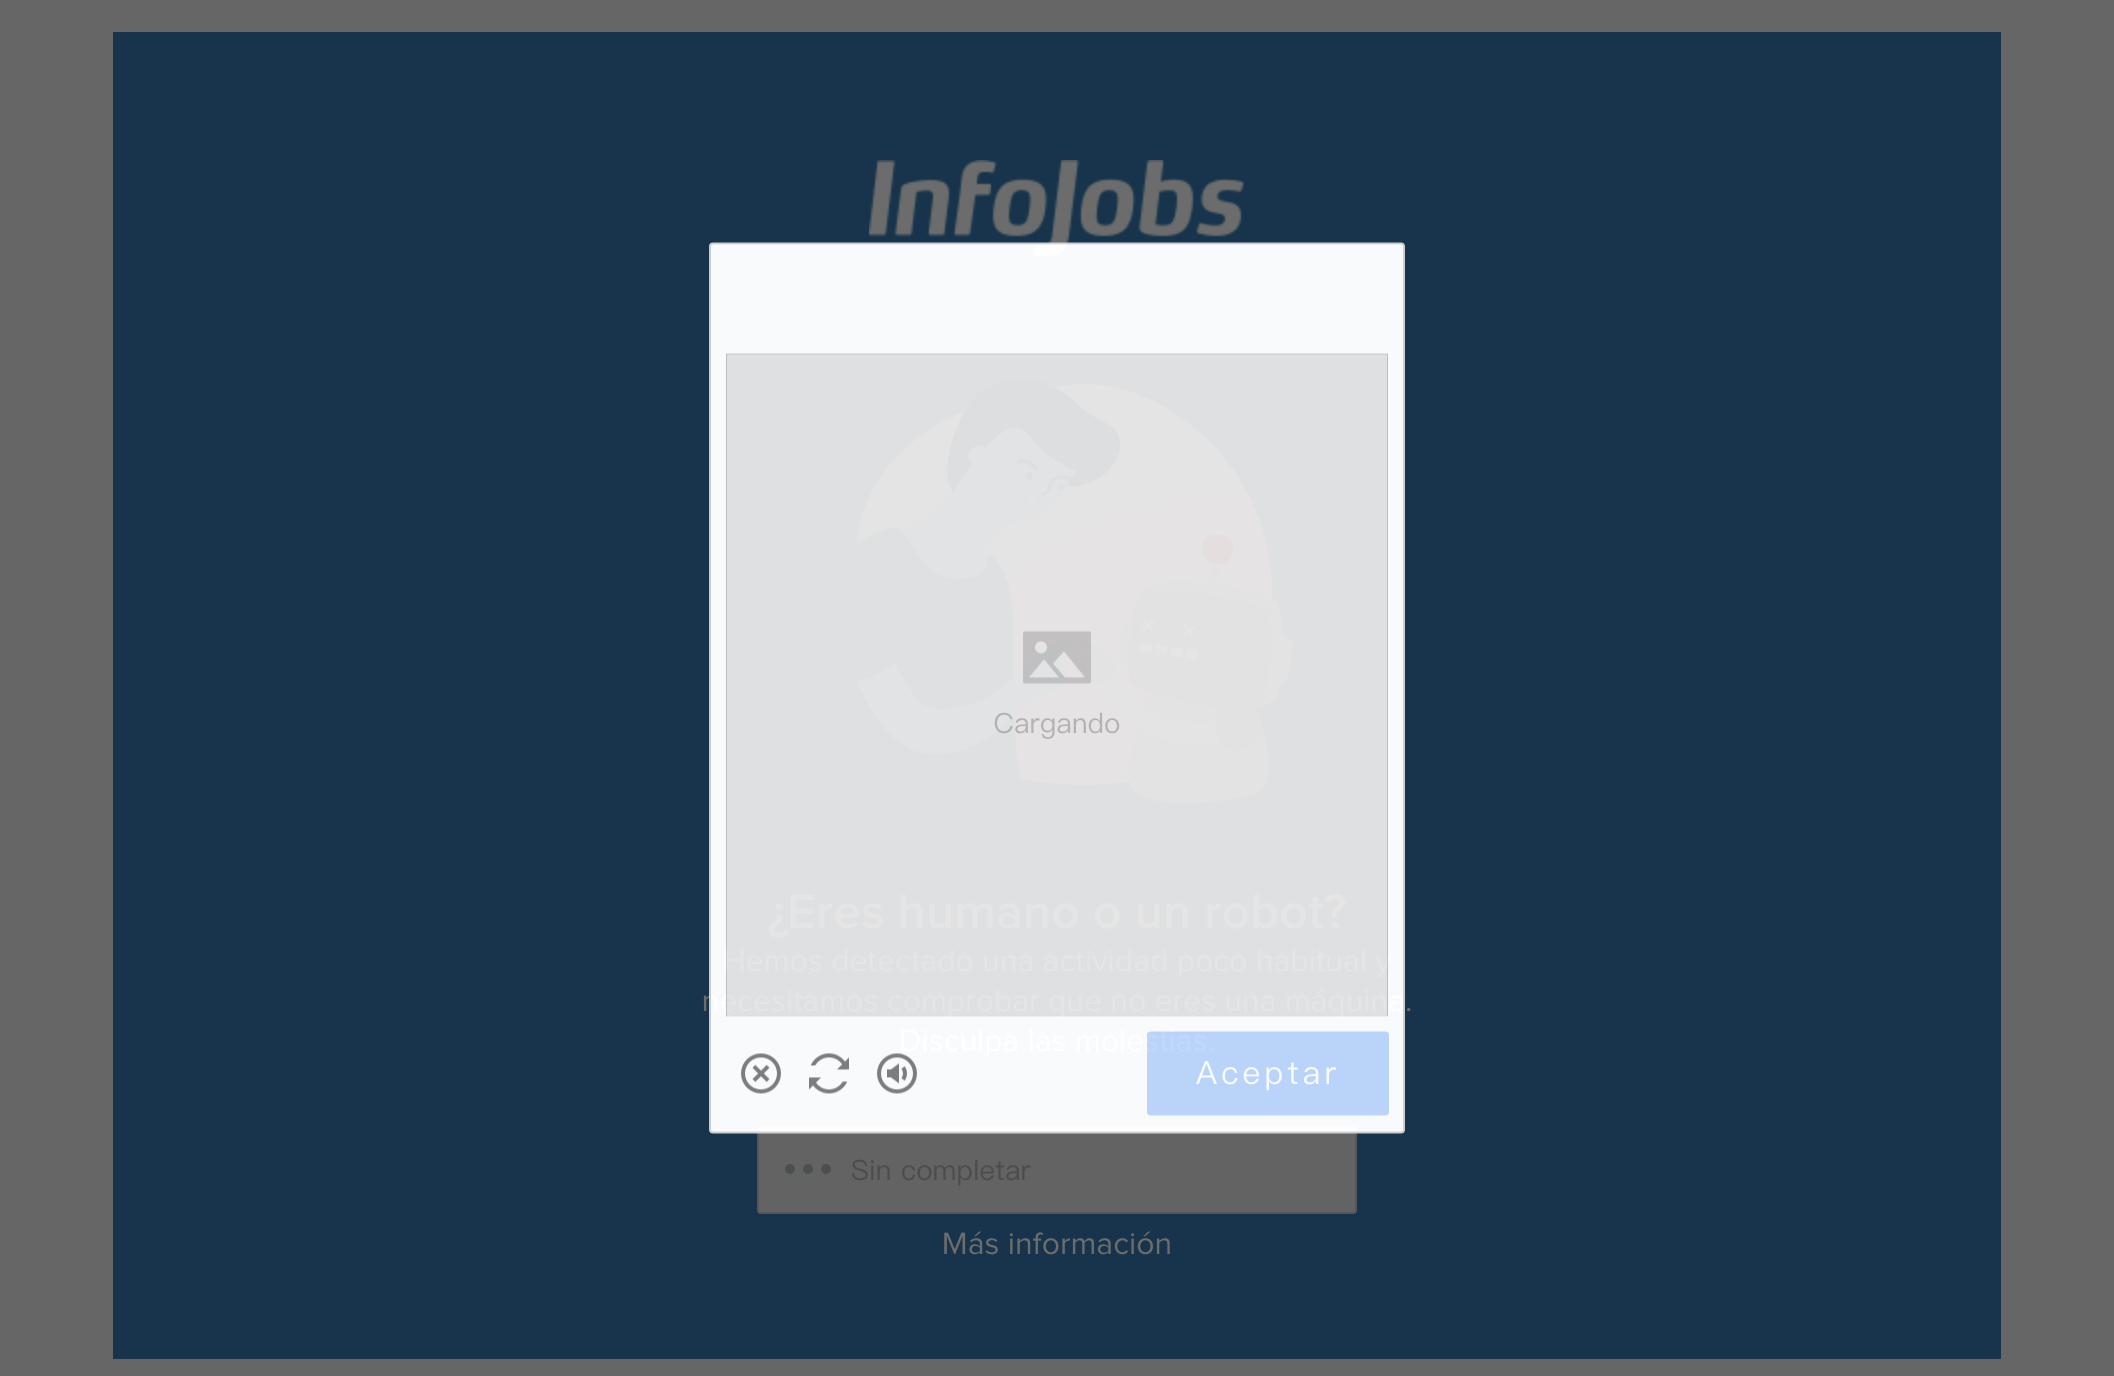 InfoJobs
Cargando
¿Eres humano o un robot?
Hemos detectado una actividad poco habitual y
necesitamos comprobar que no eres una máquina.
Disculpa las molestias.
Aceptar
Sin completar
Más información